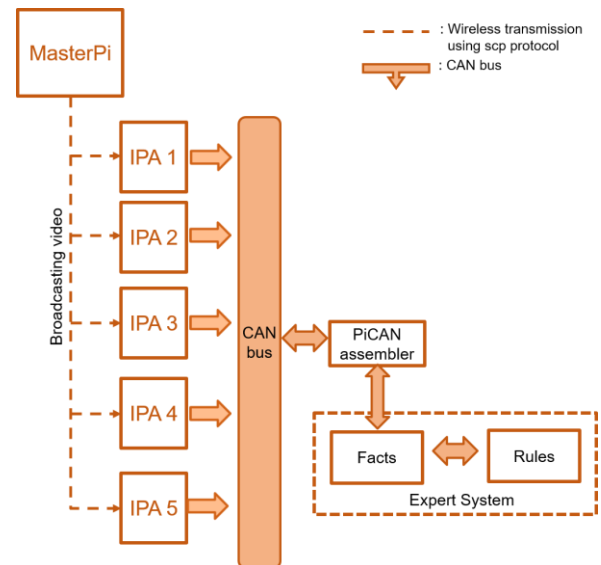 MasterPi
: Wireless transmission
using scp protocol
: CAN bus
Broadcasting video
IPA 1
IPA 2
IPA 3
IPA 4
IPA 5
CAN
bus
PiCAN
assembler
Facts
Rules
Expert System